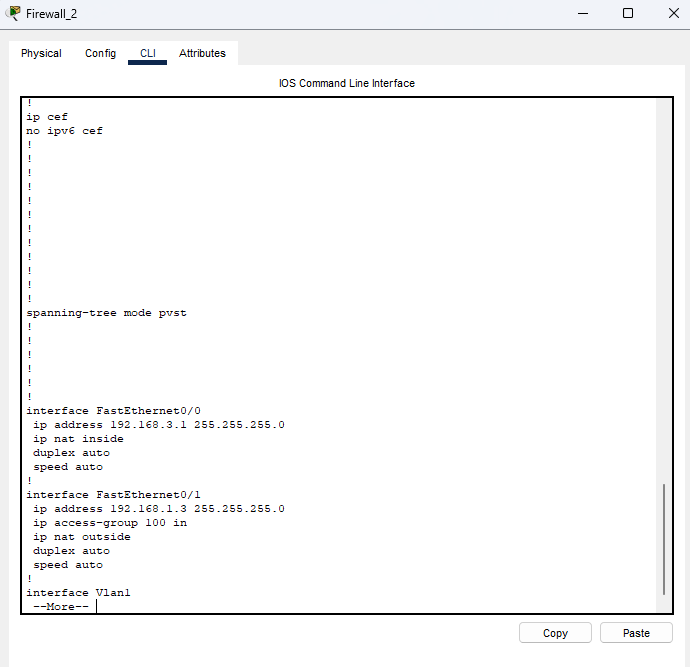 Firewall_2
Physical Config CLI Attributes
IOS Command Line Interface
!
ip cef
no ipv6 cef
!
!
!
!
!
!
!
!
!
!
!
!
spanning-tree mode pvst
!
!
!
!
!
!
interface FastEthernet0/0
 ip address 192.168.3.1 255.255.255.0
 ip nat inside
 duplex auto
 speed auto
!
interface FastEthernet0/1
 ip address 192.168.1.3 255.255.255.0
 ip access-group 100 in
 ip nat outside
 duplex auto
 speed auto
!
interface Vlan1
 --More--
Copy Paste